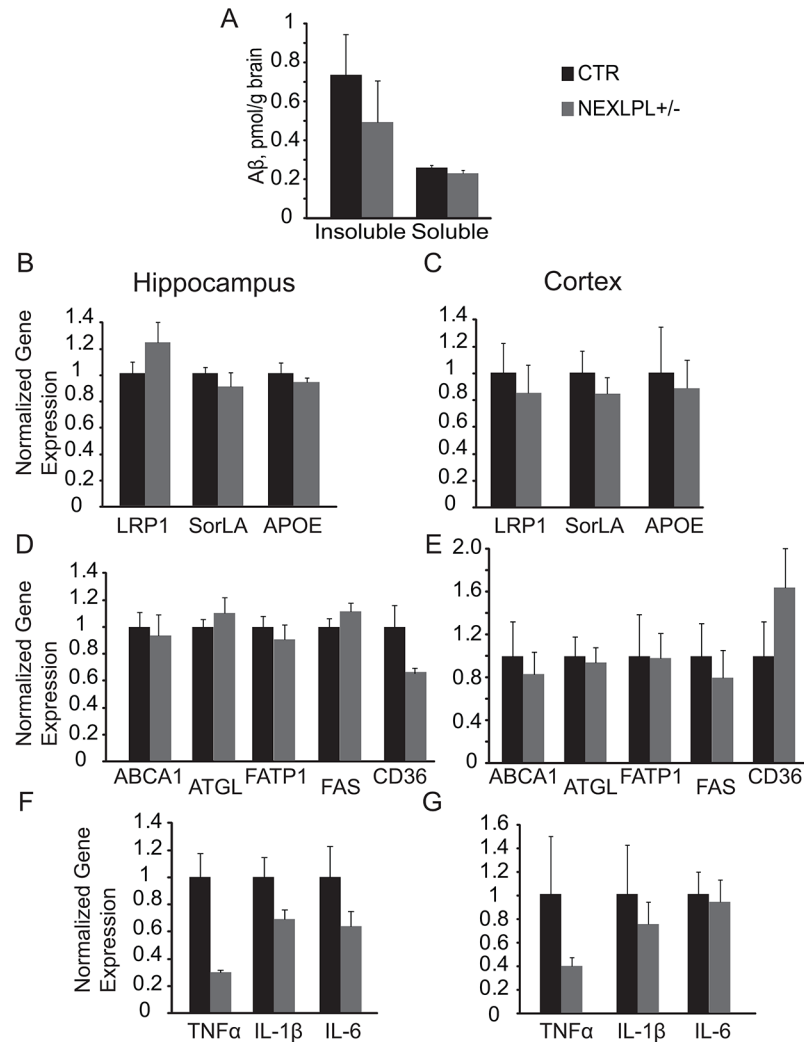 A
Aβ, pmol/g brain
1
0.8
0.6
0.4
0.2
0
Insoluble Soluble
CTR
NEXLPL+/-
B
Hippocampus
Normalized Gene
Expression
1.4
1.2
1
0.8
0.6
0.4
0.2
0
LRP1 SorLA APOE
C
Cortex
1.4
1.2
1
0.8
0.6
0.4
0.2
0
LRP1 SorLA APOE
D
Normalized Gene
Expression
1.4
1.2
1
0.8
0.6
0.4
0.2
0
ABCA1 ATGL FATP1 FAS CD36
E
2.0
1.6
1.2
0.8
0.4
0
ABCA1 ATGL FATP1 FAS CD36
F
Normalized Gene
Expression
1.4
1.2
1
0.8
0.6
0.4
0.2
0
TNFα IL-1β IL-6
G
1.6
1.4
1.2
1
0.8
0.6
0.4
0.2
0
TNFα IL-1β IL-6